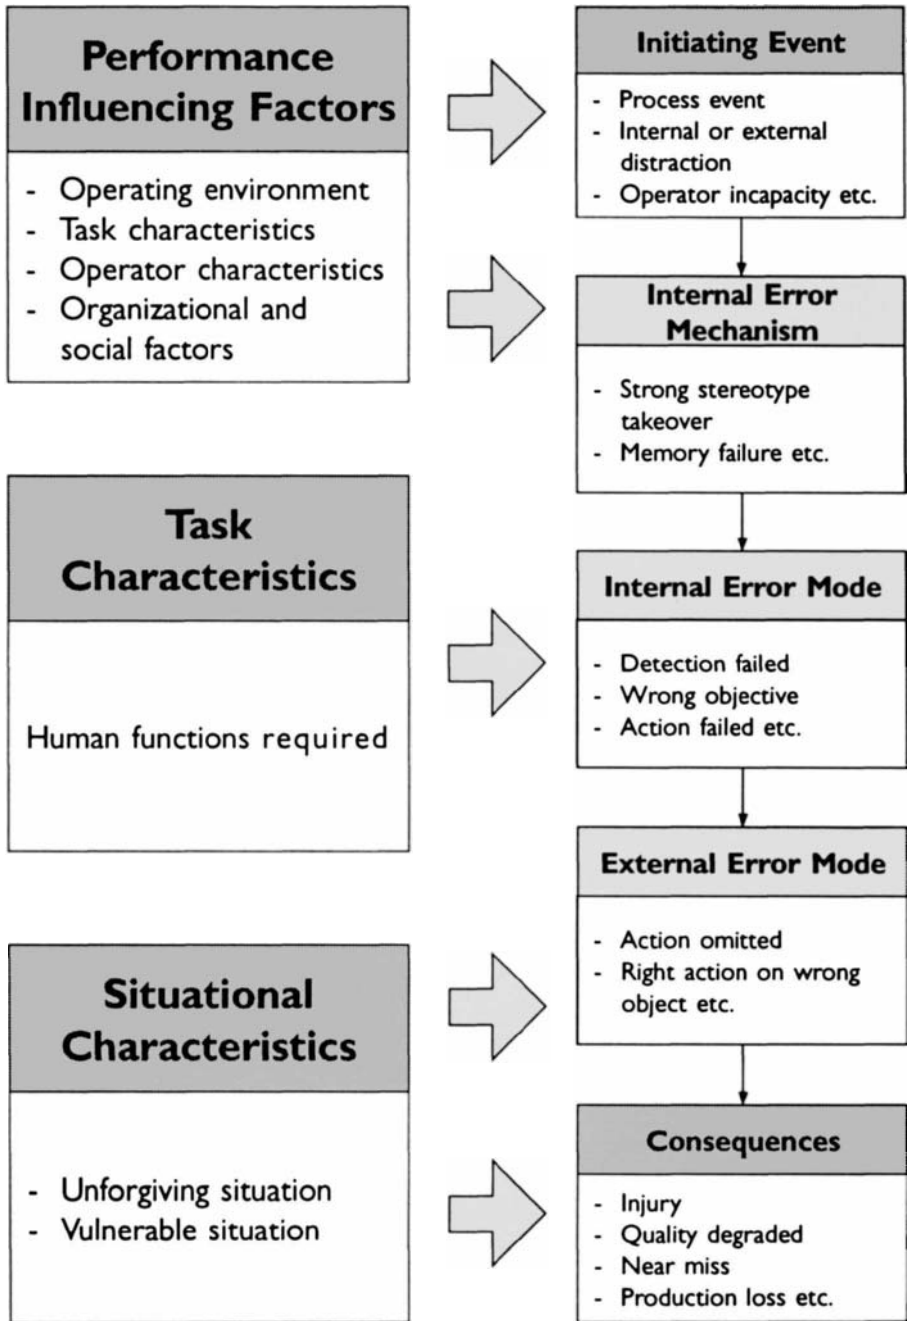 Performance
Influencing Factors
- Operating environment
- Task characteristics
- Operator characteristics
- Organizational and
social factors
Task
Characteristics
Human functions required
Situational
Characteristics
- Unforgiving situation
- Vulnerable situation
Initiating Event
- Process event
- Internal or external
distraction
- Operator incapacity etc.
Internal Error
Mechanism
- Strong stereotype
takeover
- Memory failure etc.
Internal Error Mode
- Detection failed
- Wrong objective
- Action failed etc.
External Error Mode
- Action omitted
- Right action on wrong
object etc.
Consequences
- Injury
- Quality degraded
- Near miss
- Production loss etc.